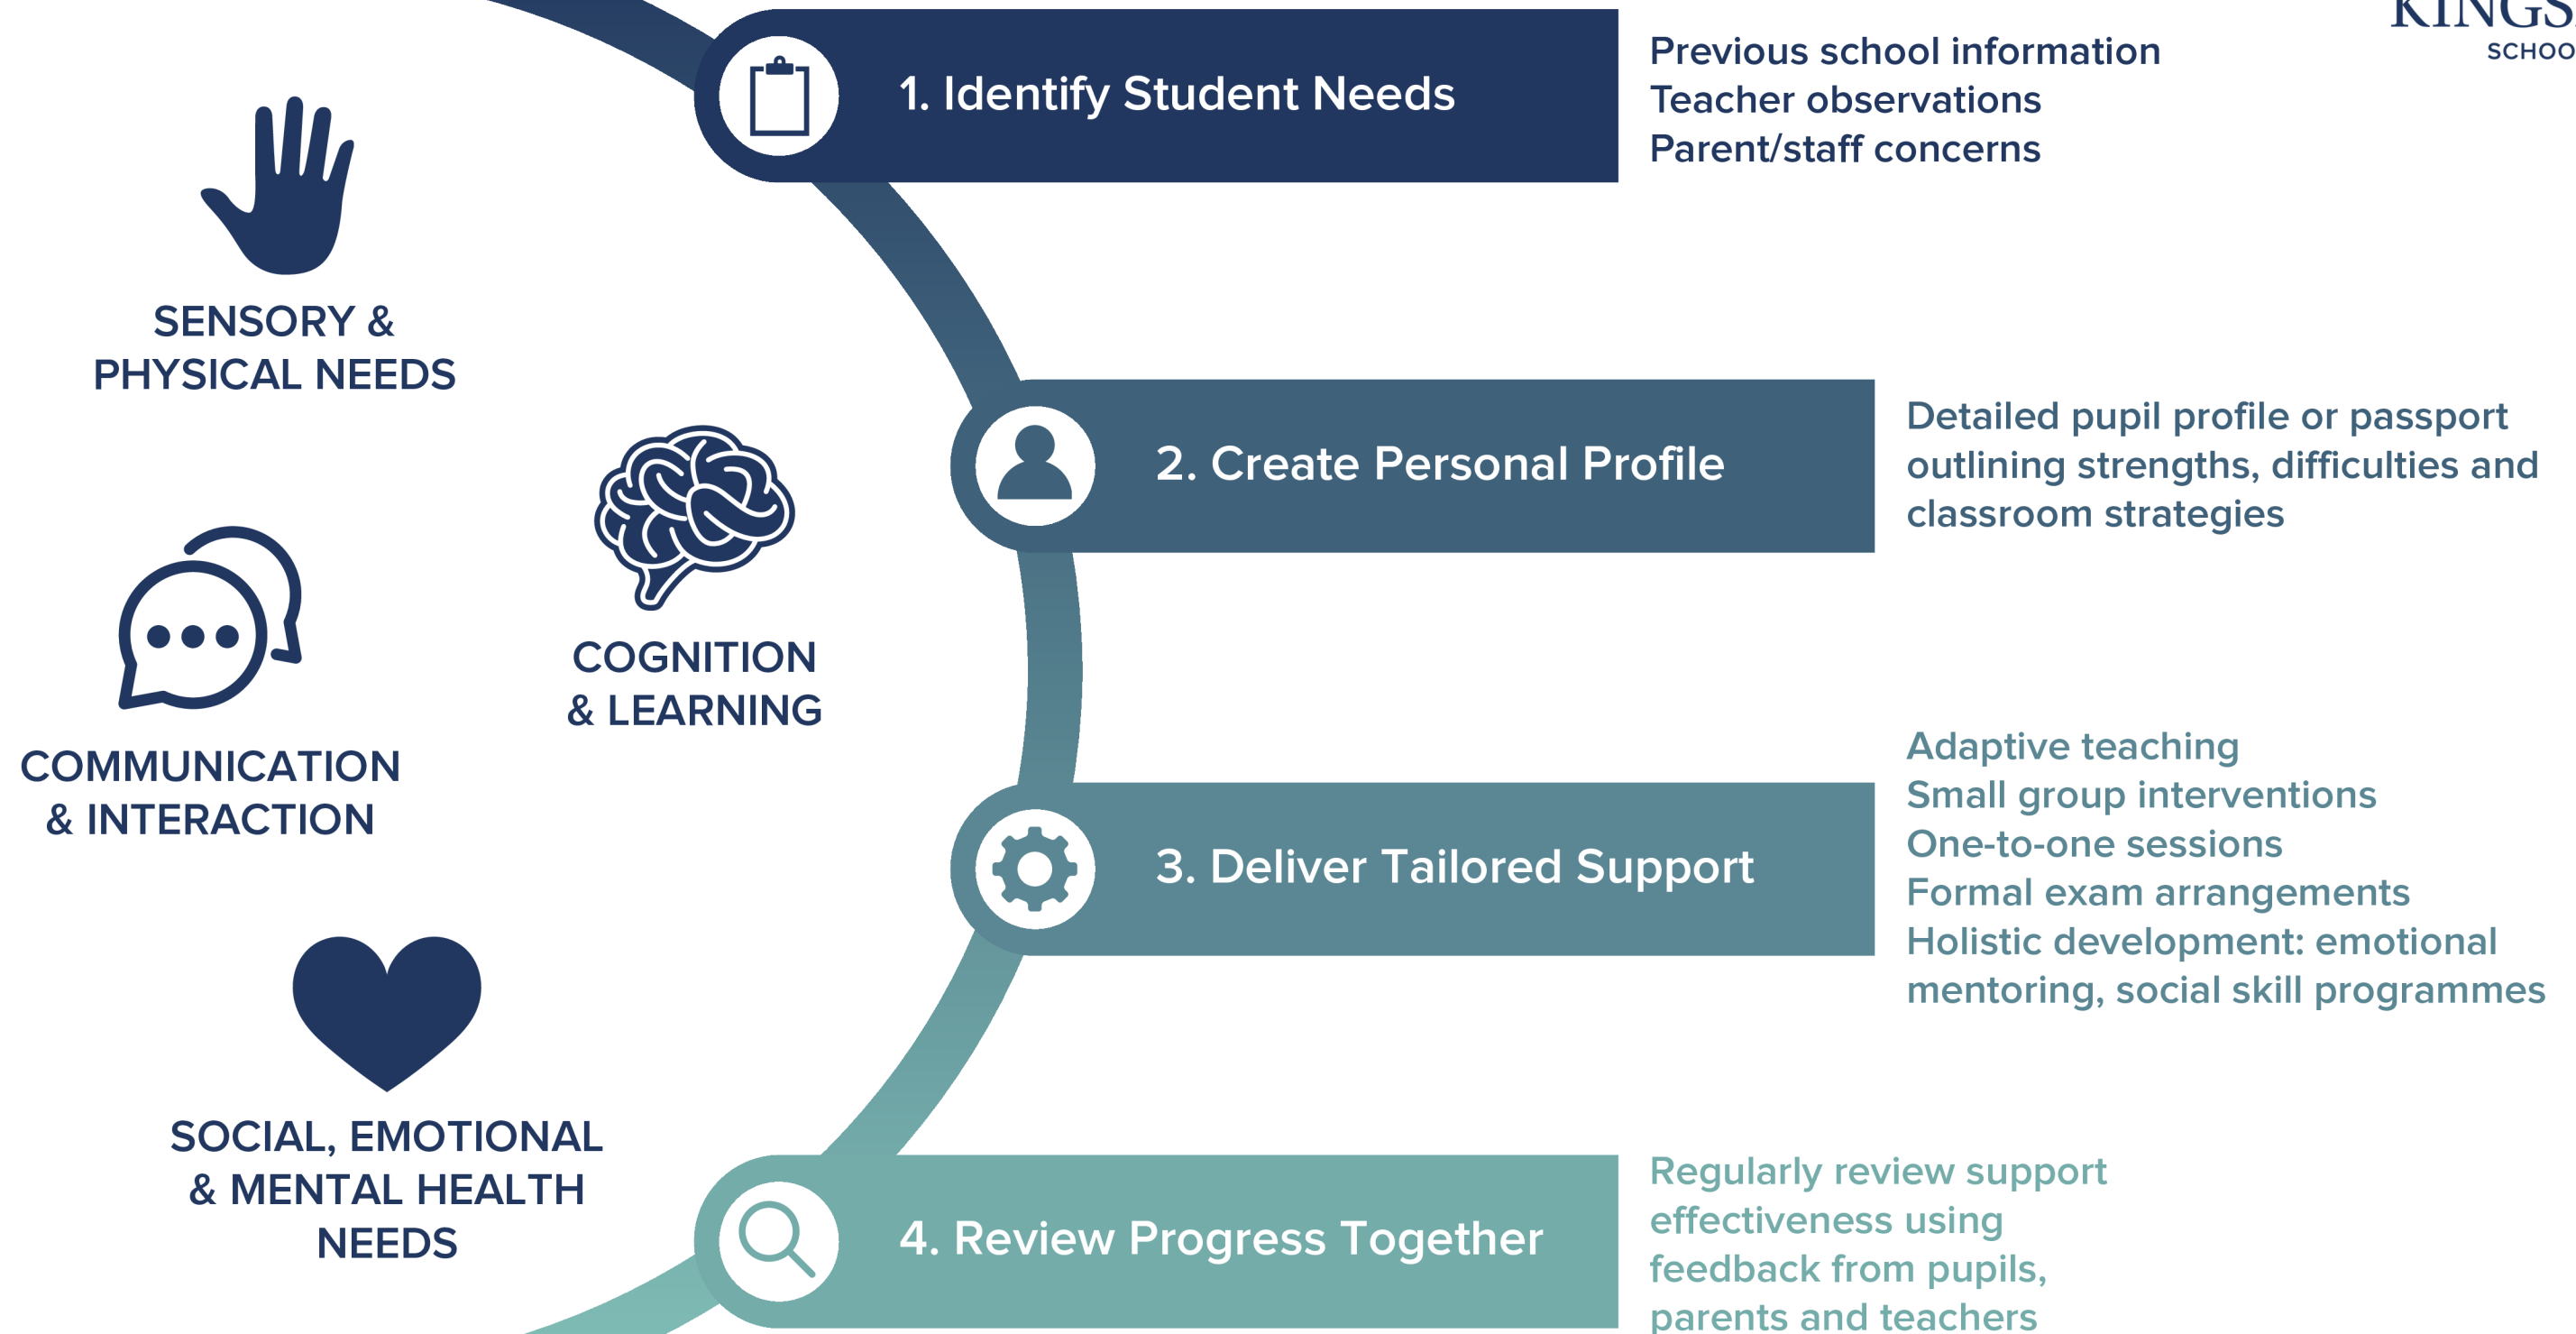 KINGS
SCHOO
1. Identify Student Needs
Previous school information
Teacher observations
Parent/staff concerns
SENSORY &
PHYSICAL NEEDS
2. Create Personal Profile
Detailed pupil profile or passport
outlining strengths, difficulties and
classroom strategies
COGNITION
& LEARNING
COMMUNICATION
& INTERACTION
3. Deliver Tailored Support
Adaptive teaching
Small group interventions
One-to-one sessions
Formal exam arrangements
Holistic development: emotional
mentoring, social skill programmes
SOCIAL, EMOTIONAL
& MENTAL HEALTH
NEEDS
4. Review Progress Together
Regularly review support
effectiveness using
feedback from pupils,
parents and teachers